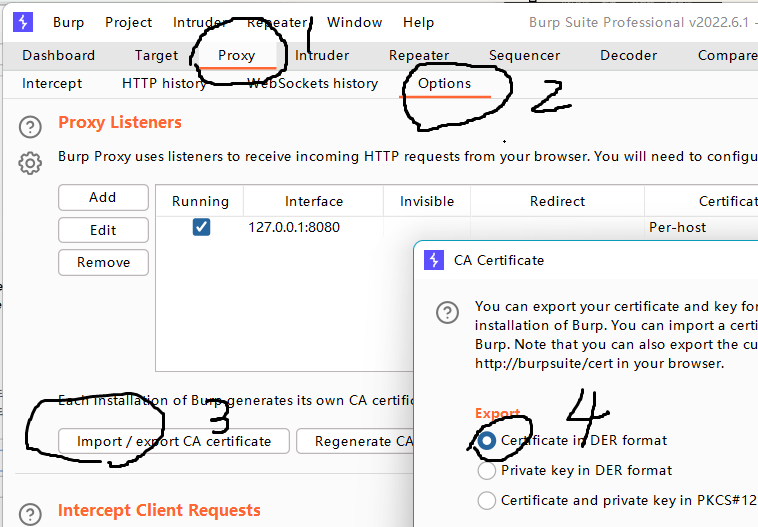 Burp Project Intruder Repeater Window Help Burp Suite Professional v2022.6.1 -
1
Dashboard Target Proxy Intruder Repeater Sequencer Decoder Compare
Intercept HTTP history WebSockets history Options
2
Proxy Listeners
Burp Proxy uses listeners to receive incoming HTTP requests from your browser. You will need to configu
Add
Running Interface Invisible Redirect Certificat
Edit
127.0.0.1:8080 Per-host
Remove
CA Certificate
You can export your certificate and key for
installation of Burp. You can import a certi
Burp. Note that you can also export the cu
http://burpsuite/cert in your browser.
Each installation of Burp generates its own CA certific
3
Import / export CA certificate Regenerate CA
Export
4
Certificate in DER format
Private key in DER format
Certificate and private key in PKCS#12
Intercept Client Requests